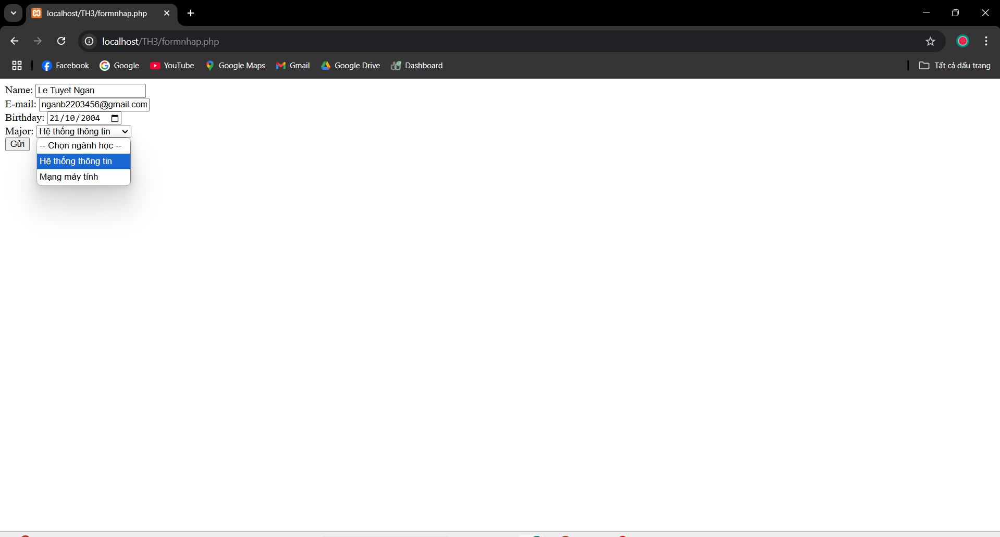 localhost/TH3/formnhap.php
localhost/TH3/formnhap.php
Facebook Google YouTube Google Maps Gmail Google Drive Dashboard Tất cả dấu trang
Name: Le Tuyet Ngan
E-mail: nganb2203456@gmail.com
Birthday: 21/10/2004
Major: Hệ thống thông tin
Gửi -- Chọn ngành học --
Hệ thống thông tin
Mạng máy tính